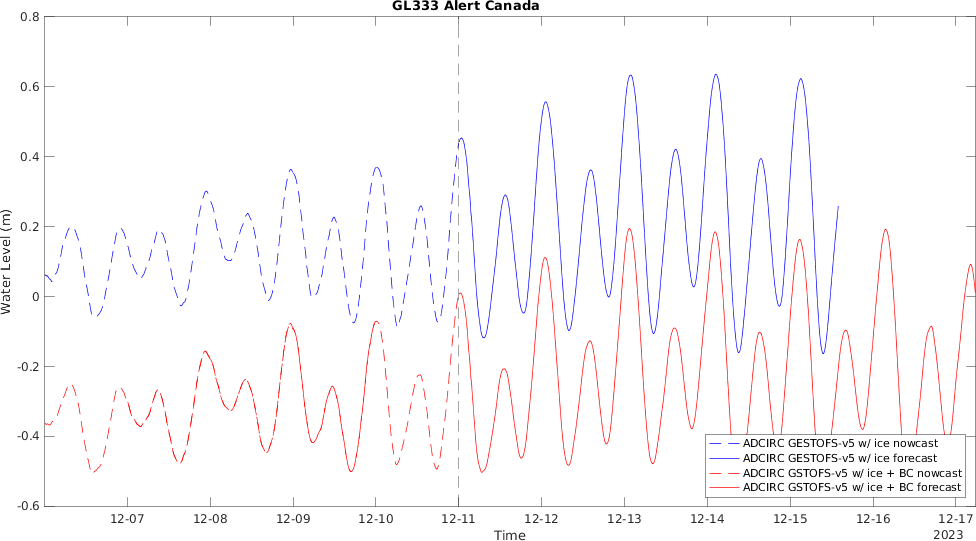 GL333 Alert Canada
0.8
0.6
0.4
0.2
0
-0.2
-0.4
-0.6
Water Level (m)
ADCIRC GESTOFS-v5 w/ ice nowcast
ADCIRC GESTOFS-v5 w/ ice forecast
ADCIRC GSTOFS-v5 w/ ice + BC nowcast
ADCIRC GSTOFS-v5 w/ ice + BC forecast
12-07 12-08 12-09 12-10 12-11 12-12 12-13 12-14 12-15 12-16 12-17
Time
2023